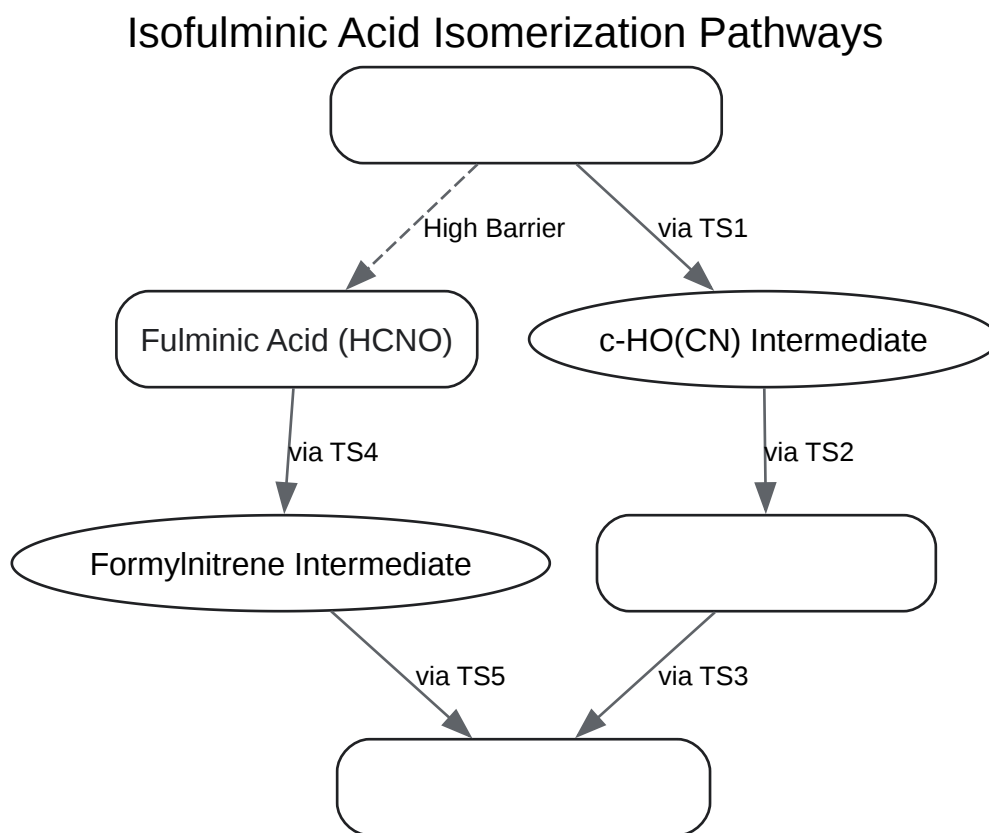 Isofulminic Acid Isomerization Pathways
High Barrier
via TS1
Fulminic Acid (HCNO)
c-HO(CN) Intermediate
via TS4
via TS2
Formylnitrene Intermediate
via TS5
via TS3